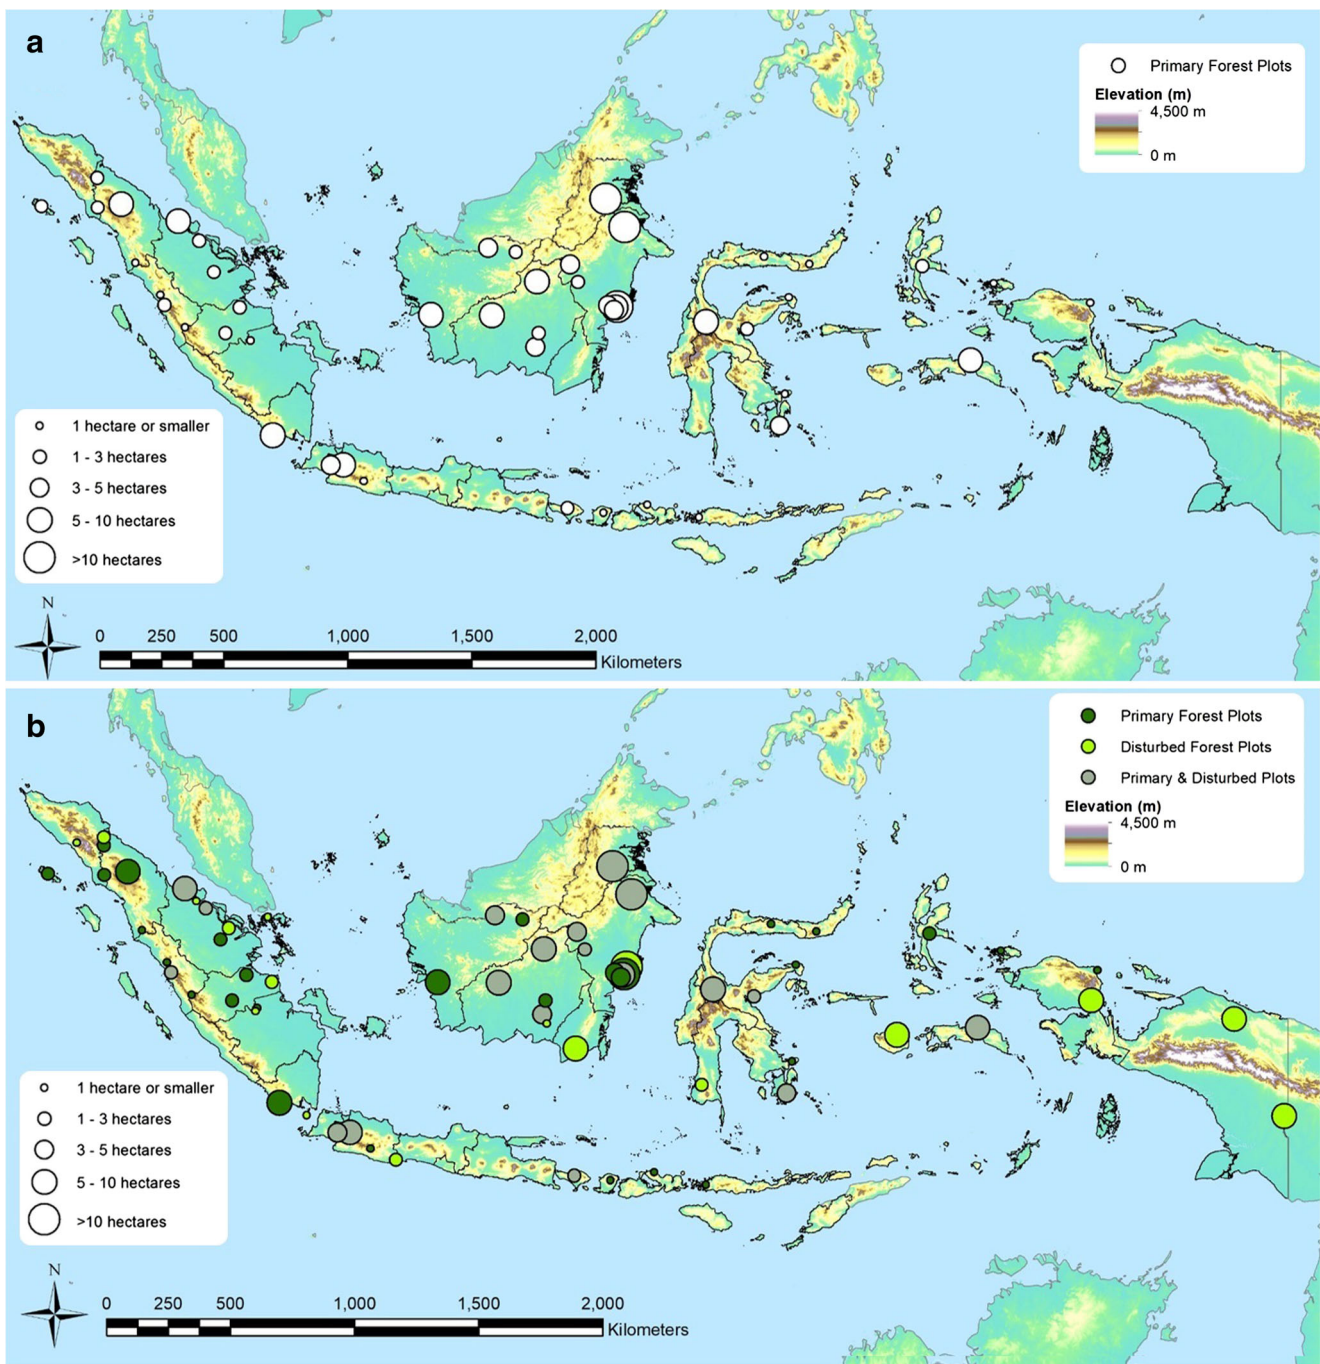 a
Primary Forest Plots
Elevation (m)
4,500 m
0 m
1 hectare or smaller
1 - 3 hectares
3 - 5 hectares
5 - 10 hectares
>10 hectares
N
0 250 500 1,000 1,500 2,000
Kilometers
b
Primary Forest Plots
Disturbed Forest Plots
Primary & Disturbed Plots
Elevation (m)
4,500 m
0 m
1 hectare or smaller
1 - 3 hectares
3 - 5 hectares
5 - 10 hectares
>10 hectares
N
0 250 500 1,000 1,500 2,000
Kilometers